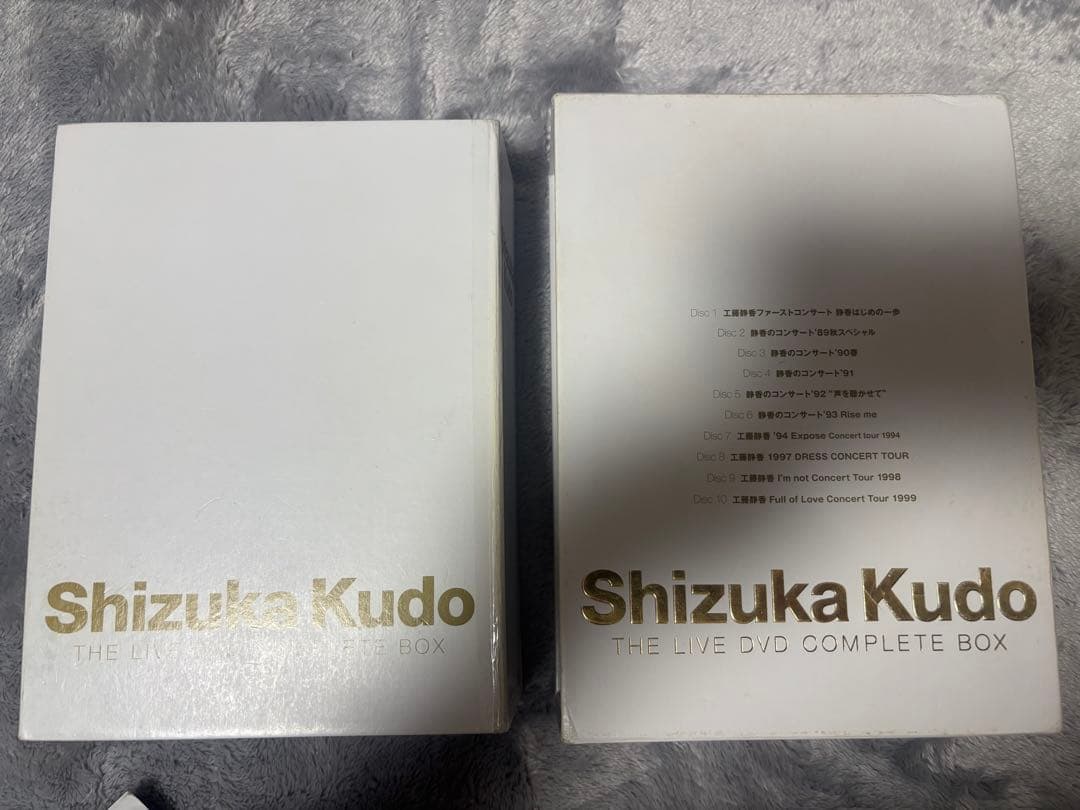 Shizuka Kudo
THE LIVE COMPLETE BOX
Disc 1 工藤静香ファーストコンサート 静香はじめの一歩
Disc 2 静香のコンサート'89秋スペシャル
Disc 3 静香のコンサート'90春
Disc 4 静香のコンサート'91
Disc 5 静香のコンサート'92 "声を聴かせて"
Disc 6 静香のコンサート'93 Rise me
Disc 7 工藤静香 '94 Expose Concert tour 1994
Disc 8 工藤静香 1997 DRESS CONCERT TOUR
Disc 9 工藤静香 I'm not Concert Tour 1998
Disc 10 工藤静香 Full of Love Concert Tour 1999
Shizuka Kudo
THE LIVE DVD COMPLETE BOX